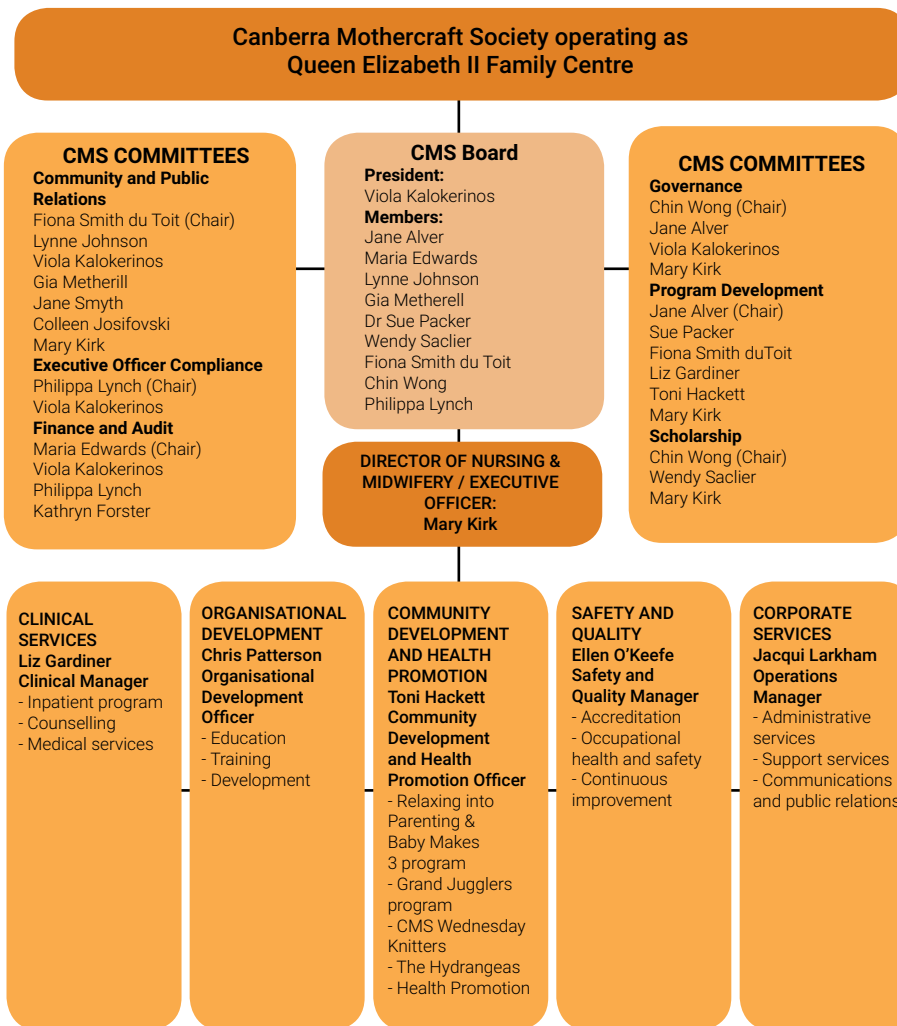 Canberra Mothercraft Society operating as
Queen Elizabeth II Family Centre
CMS COMMITTEES
Community and Public
Relations
Fiona Smith du Toit (Chair)
Lynne Johnson
Viola Kalokerinos
Gia Metherill
Jane Smyth
Colleen Josifovski
Mary Kirk
Executive Officer Compliance
Philippa Lynch (Chair)
Viola Kalokerinos
Finance and Audit
Maria Edwards (Chair)
Viola Kalokerinos
Philippa Lynch
Kathryn Forster
CMS Board
President:
Viola Kalokerinos
Members:
Jane Alver
Maria Edwards
Lynne Johnson
Gia Metherell
Dr Sue Packer
Wendy Saclier
Fiona Smith du Toit
Chin Wong
Philippa Lynch
CMS COMMITTEES
Governance
Chin Wong (Chair)
Jane Alver
Viola Kalokerinos
Mary Kirk
Program Development
Jane Alver (Chair)
Sue Packer
Fiona Smith duToit
Liz Gardiner
Toni Hackett
Mary Kirk
Scholarship
Chin Wong (Chair)
Wendy Saclier
Mary Kirk
DIRECTOR OF NURSING &
MIDWIFERY / EXECUTIVE
OFFICER:
Mary Kirk
CLINICAL
SERVICES
Liz Gardiner
Clinical Manager
- Inpatient program
- Counselling
- Medical services
ORGANISATIONAL
DEVELOPMENT
Chris Patterson
Organisational
Development
Officer
- Education
- Training
- Development
COMMUNITY
DEVELOPMENT
AND HEALTH
PROMOTION
Toni Hackett
Community
Development
and Health
Promotion Officer
- Relaxing into
Parenting &
Baby Makes
3 program
- Grand Jugglers
program
- CMS Wednesday
Knitters
- The Hydrangeas
- Health Promotion
SAFETY AND
QUALITY
Ellen O'Keefe
Safety and
Quality Manager
- Accreditation
- Occupational
health and safety
- Continuous
improvement
CORPORATE
SERVICES
Jacqui Larkham
Operations
Manager
- Administrative
services
- Support services
- Communications
and public relations